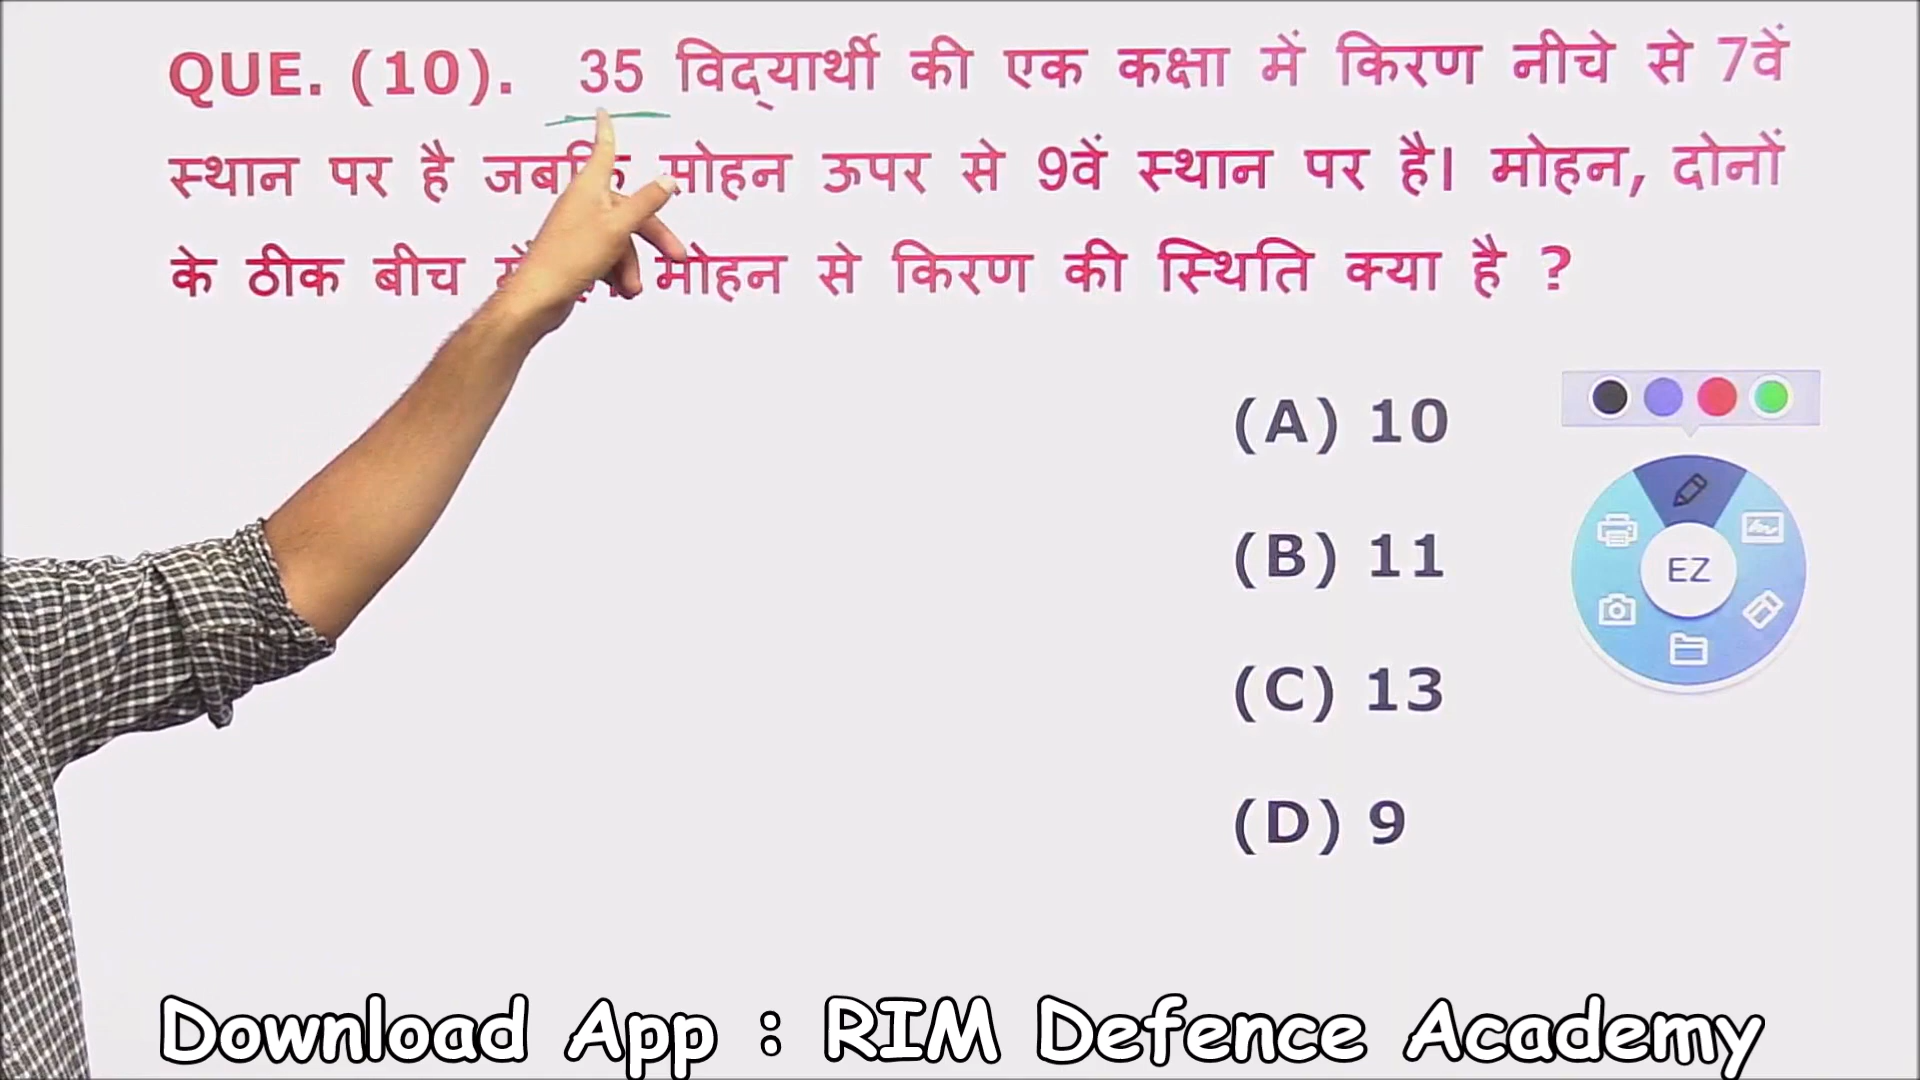 QUE. (10). 35 विद्यार्थी की एक कक्षा में किरण नीचे से 7वें
स्थान पर है जबकि मोहन ऊपर से 9वें स्थान पर है। मोहन, दोनों
के ठीक बीच मोहन से किरण की स्थिति क्या है ?
(A) 10
(B) 11
(C) 13
(D) 9
EZ
Download App : RIM Defence Academy